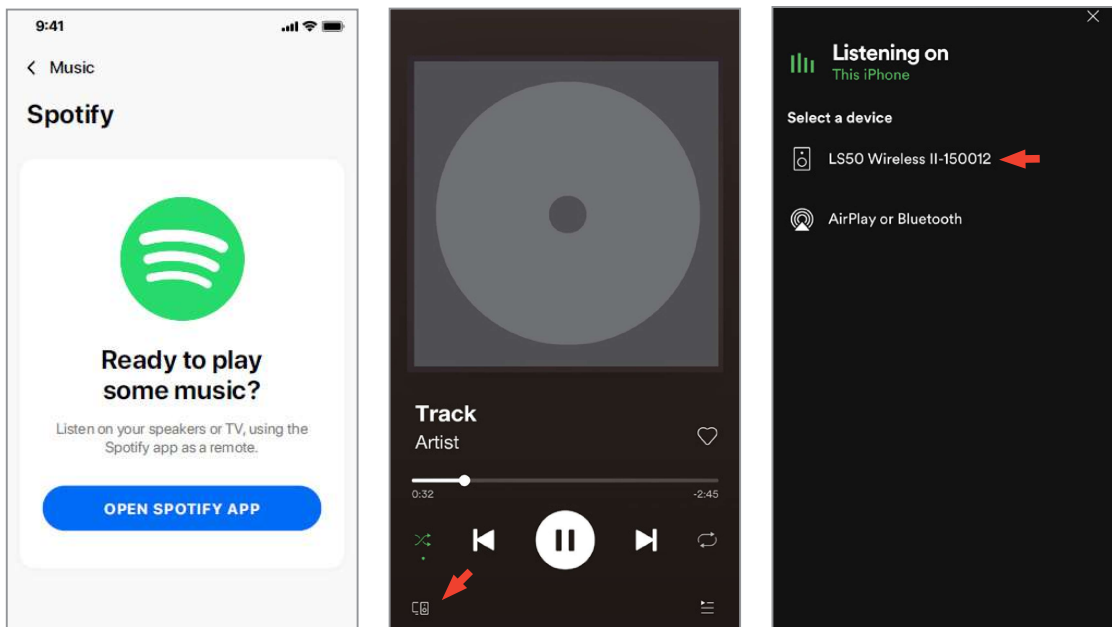 9:41
Music
Spotify
Ready to play
some music?
Listen on your speakers or TV, using the
Spotify app as a remote.
OPEN SPOTIFY APP
Track
Artist
0:32
-2:45
Listening on
This iPhone
Select a device
LS50 Wireless II-150012
AirPlay or Bluetooth